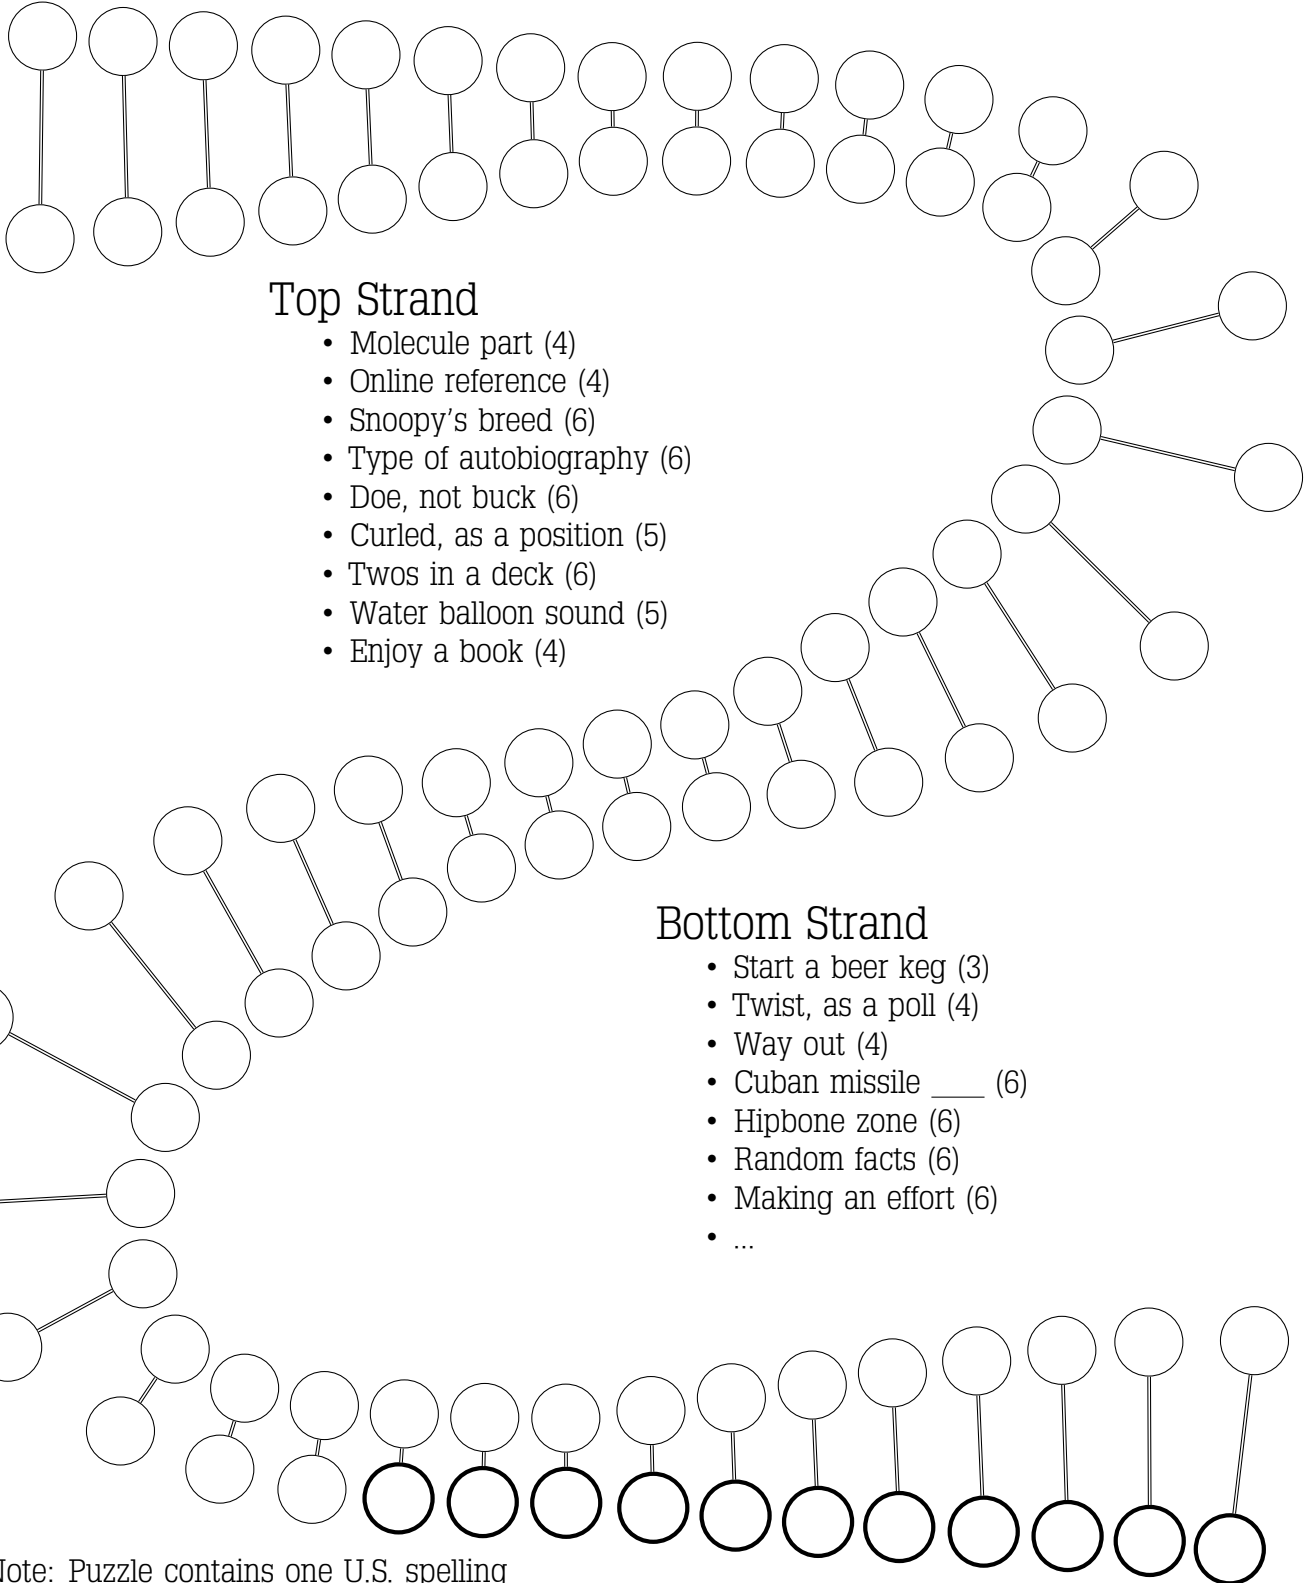 Top Strand
• Molecule part (4)
• Online reference (4)
• Snoopy's breed (6)
• Type of autobiography (6)
• Doe, not buck (6)
• Curled, as a position (5)
• Twos in a deck (6)
• Water balloon sound (5)
• Enjoy a book (4)
Bottom Strand
• Start a beer keg (3)
• Twist, as a poll (4)
• Way out (4)
• Cuban missile ____ (6)
• Hipbone zone (6)
• Random facts (6)
• Making an effort (6)
• ...
Note: Puzzle contains one U.S. spelling